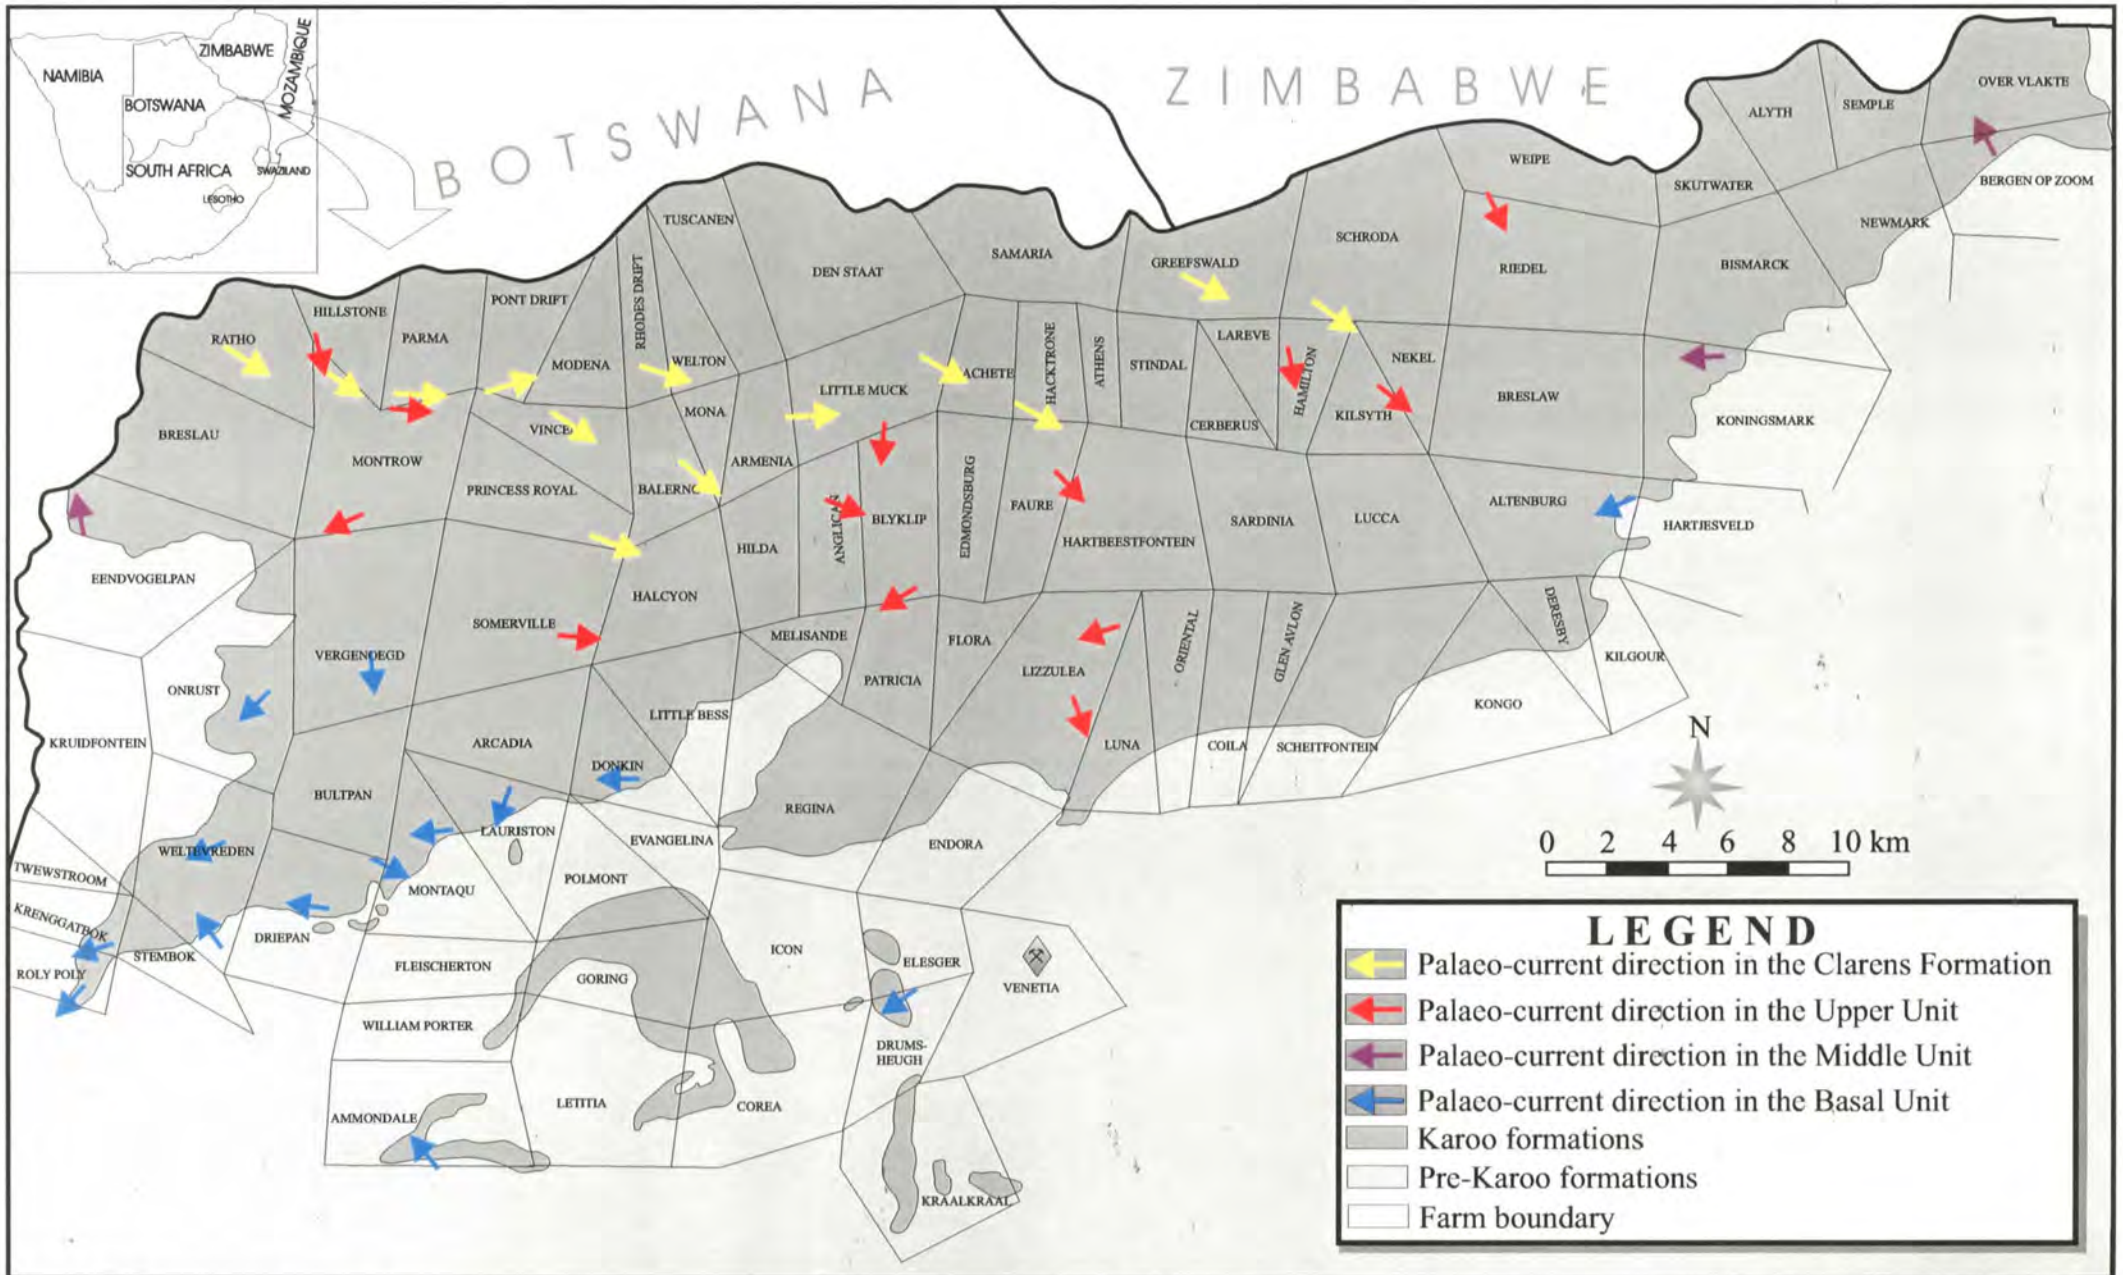 NAMIBIA
ZIMBABWE
MOZAMBIQUE
BOTSWANA
SOUTH AFRICA
SWAZILAND
LESOTHO
BOTSWANA
ZIMBABWE
OVER VLAKTE
ALYTH
SEMPLE
WEIPE
SKUTWATER
BERGEN OP ZOOM
NEWMARK
TUSCANEN
DEN STAAT
SAMARIA
GREEFSWALD
SCHRODA
RIEDEL
BISMARCK
RATHO
HILLSTONE
PARMA
PONT DRIFT
RHODES DRIFT
MODENA
WELTON
LITTLE MUCK
ACHETE
HACKTRONE
ATHENS
STINDAL
LAREVE
HAMILTON
NEKEL
BRESLAW
KONINGSMARK
BRESLAU
MONTROW
VINCE
MONA
ARMENIA
CERBERUS
KILSYTH
PRINCESS ROYAL
BALERNO
ANGLICAN
BLYKLIP
EDMONDSBURG
FAURE
HARTBEESTFONTEIN
SARDINIA
LUCCA
ALTENBURG
HARTJESVELD
EENDVOGELPAN
HALCYON
HILDA
SOMERVILLE
MELISANDE
FLORA
LIZZULEA
ORIENTAL
GLEN AVLON
DERESBY
KILGOUR
VERGENOEGD
ONRUST
PATRICIA
KRUIDFONTEIN
ARCADIA
LITTLE BESS
LUNA
COILA
SCHEITFONTEIN
KONGO
DONKIN
BULTPAN
REGINA
ENDORA
LAURISTON
EVANGELINA
WELTEVREDEN
TWEWSTROOM
MONTAQU
POLMONT
KRENGGATBOK
DRIEPAN
STEMBOK
ROLY POLY
FLEISCHERTON
GORING
ICON
ELESGER
VENETIA
WILLIAM PORTER
DRUMS-
HEUGH
AMMONDALE
LETITIA
COREA
KRAALKRAAL
N
0 2 4 6 8 10 km
LEGEND
Palaeo-current direction in the Clarens Formation
Palaeo-current direction in the Upper Unit
Palaeo-current direction in the Middle Unit
Palaeo-current direction in the Basal Unit
Karoo formations
Pre-Karoo formations
Farm boundary